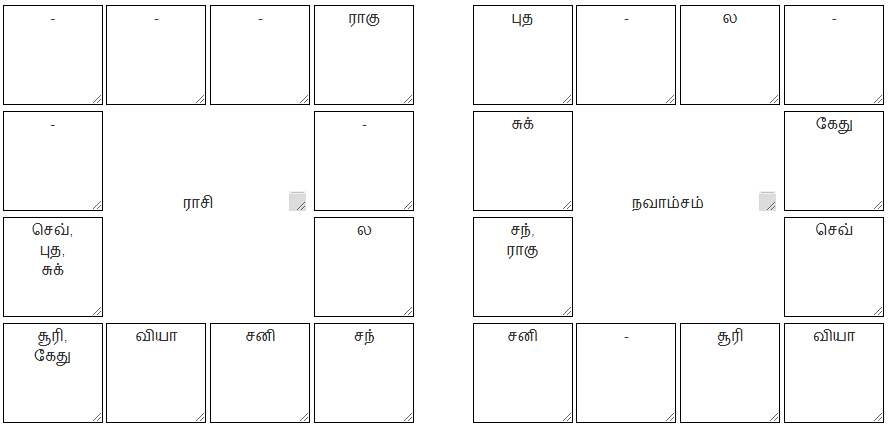 - - - ராகு புத - ல -
- - சுக் கேது
ராசி நவாம்சம்
செவ், ல சந், செவ்
புத, ராகு
சுக்
சூரி, வியா சனி சந் சனி - சூரி வியா
கேது